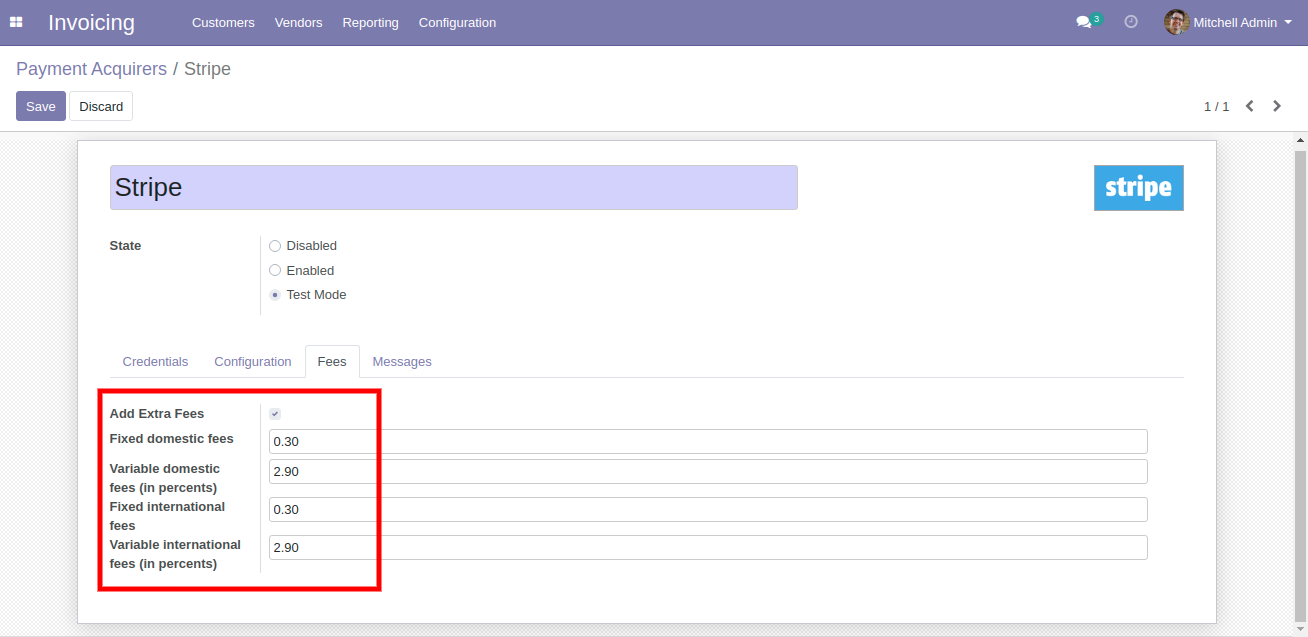 Invoicing Customers Vendors Reporting Configuration 3 Mitchell Admin
Payment Acquirers / Stripe
Save Discard 1 / 1
Stripe stripe
State Disabled
Enabled
Test Mode
Credentials Configuration Fees Messages
Add Extra Fees
Fixed domestic fees 0.30
Variable domestic 2.90
fees (in percents)
Fixed international 0.30
fees
Variable international 2.90
fees (in percents)